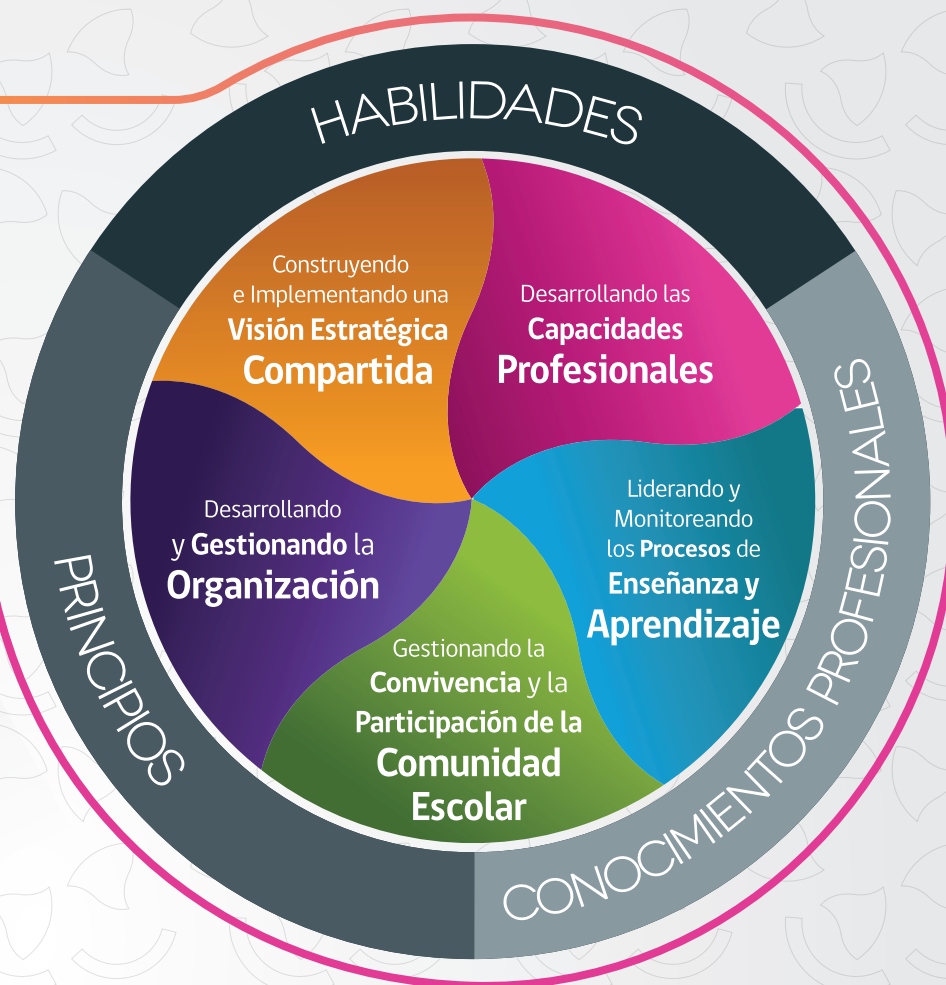 HABILIDADES
Construyendo
e Implementando una
Visión Estratégica
Compartida
Desarrollando las
Capacidades
Profesionales
Desarrollando
y Gestionando la
Organización
Liderando y
Monitoreando
los Procesos de
Enseñanza y
Aprendizaje
Gestionando la
Convivencia y la
Participación de la
Comunidad
Escolar
PRINCIPIOS
CONOCIMIENTOS PROFESIONALES